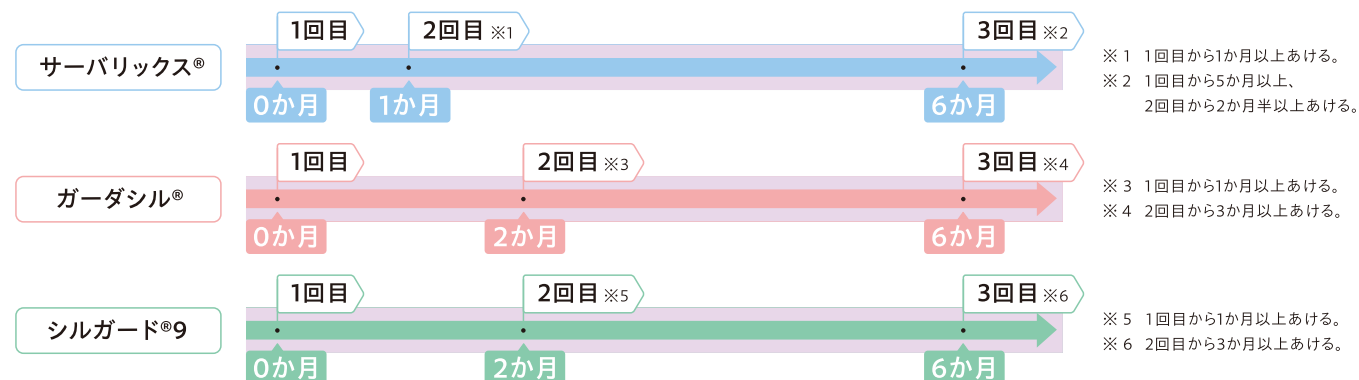 1回目
2回目 ※1
3回目 ※2
サーバリックス®
0か月
1か月
6か月
※1 1回目から1か月以上あける。
※2 1回目から5か月以上、
2回目から2か月半以上あける。
1回目
2回目 ※3
3回目 ※4
ガーダシル®
0か月
2か月
6か月
※3 1回目から1か月以上あける。
※4 2回目から3か月以上あける。
1回目
2回目 ※5
3回目 ※6
シルガード®9
0か月
2か月
6か月
※5 1回目から1か月以上あける。
※6 2回目から3か月以上あける。